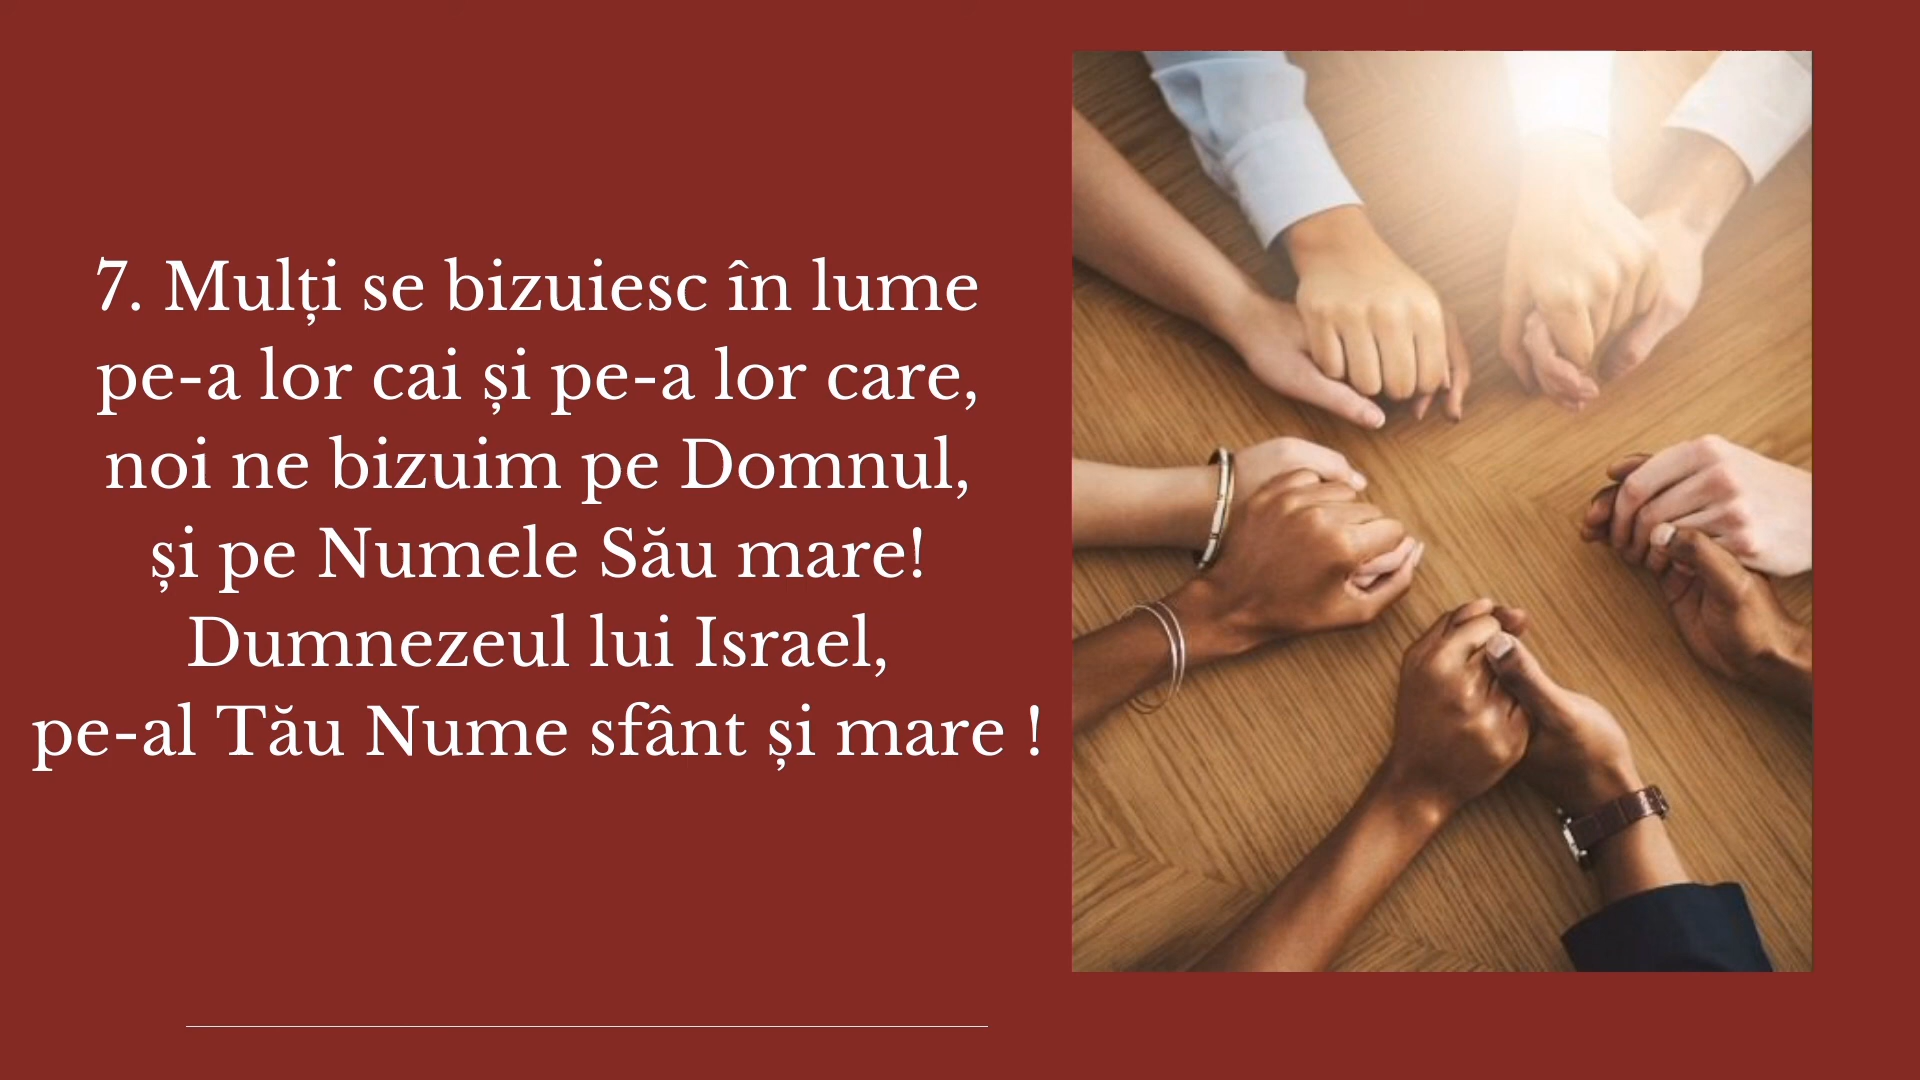 7. Mulți se bizuiesc în lume
pe-a lor cai și pe-a lor care,
noi ne bizuim pe Domnul,
și pe Numele Său mare!
Dumnezeul lui Israel,
pe-al Tău Nume sfânt și mare !